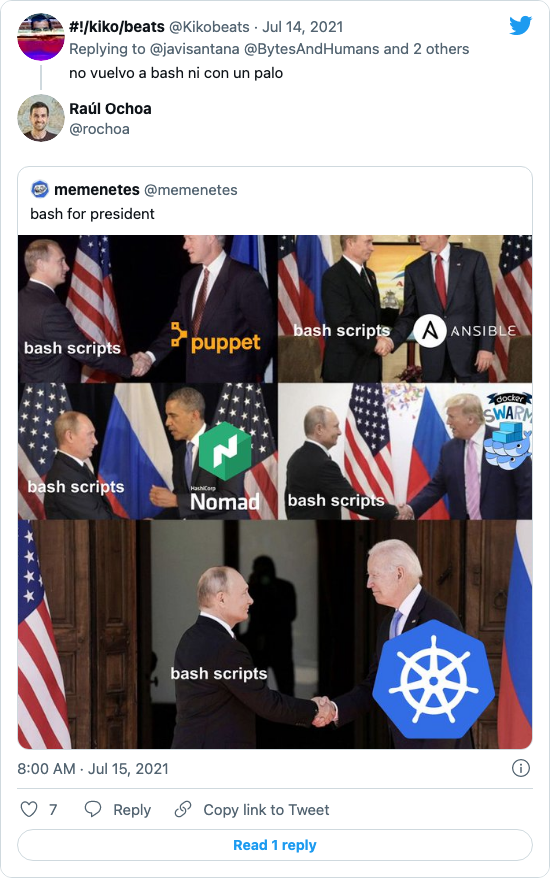 #!/kiko/beats @Kikobeats · Jul 14, 2021
Replying to @javisantana @BytesAndHumans and 2 others
no vuelvo a bash ni con un palo
Raúl Ochoa
@rochoa
memenetes @memenetes
bash for president
bash scripts
puppet
bash scripts
ANSIBLE
bash scripts
HashiCorp
Nomad
bash scripts
docker
SWARM
bash scripts
8:00 AM · Jul 15, 2021
7
Reply
Copy link to Tweet
Read 1 reply